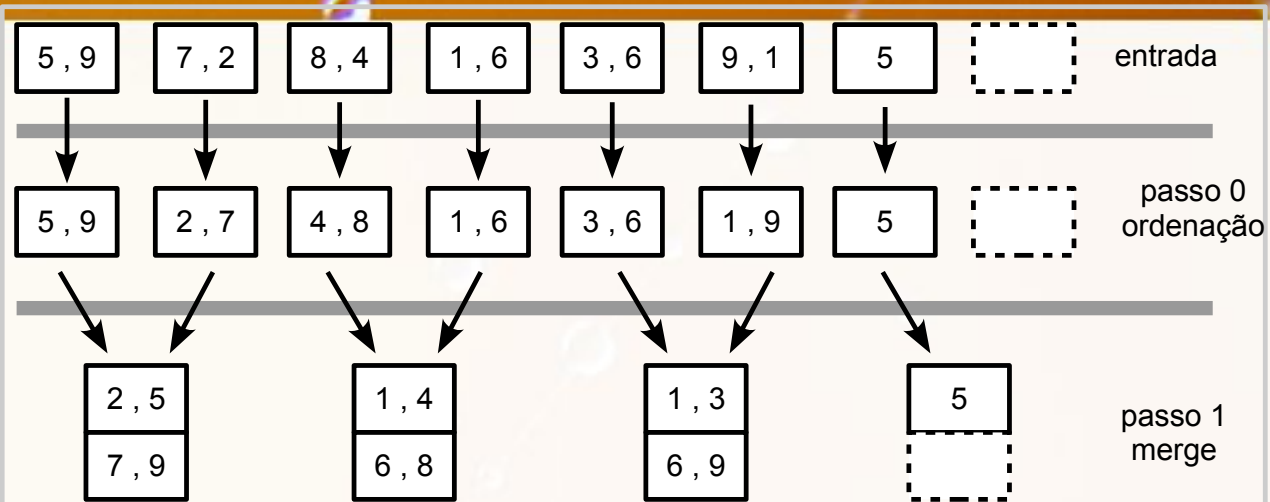 5 , 9 7 , 2 8 , 4 1 , 6 3 , 6 9 , 1 5 entrada
5 , 9 2 , 7 4 , 8 1 , 6 3 , 6 1 , 9 5 passo 0
ordenação
2 , 5 1 , 4 1 , 3 5 passo 1
7 , 9 6 , 8 6 , 9 merge